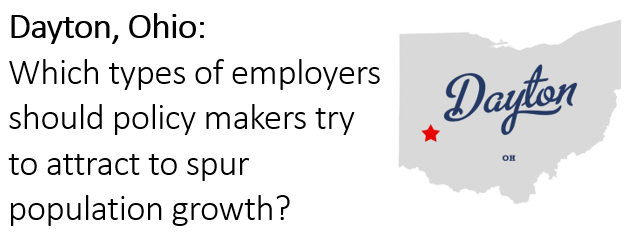 Dayton, Ohio:
Which types of employers
should policy makers try
to attract to spur
population growth?
Dayton
OH